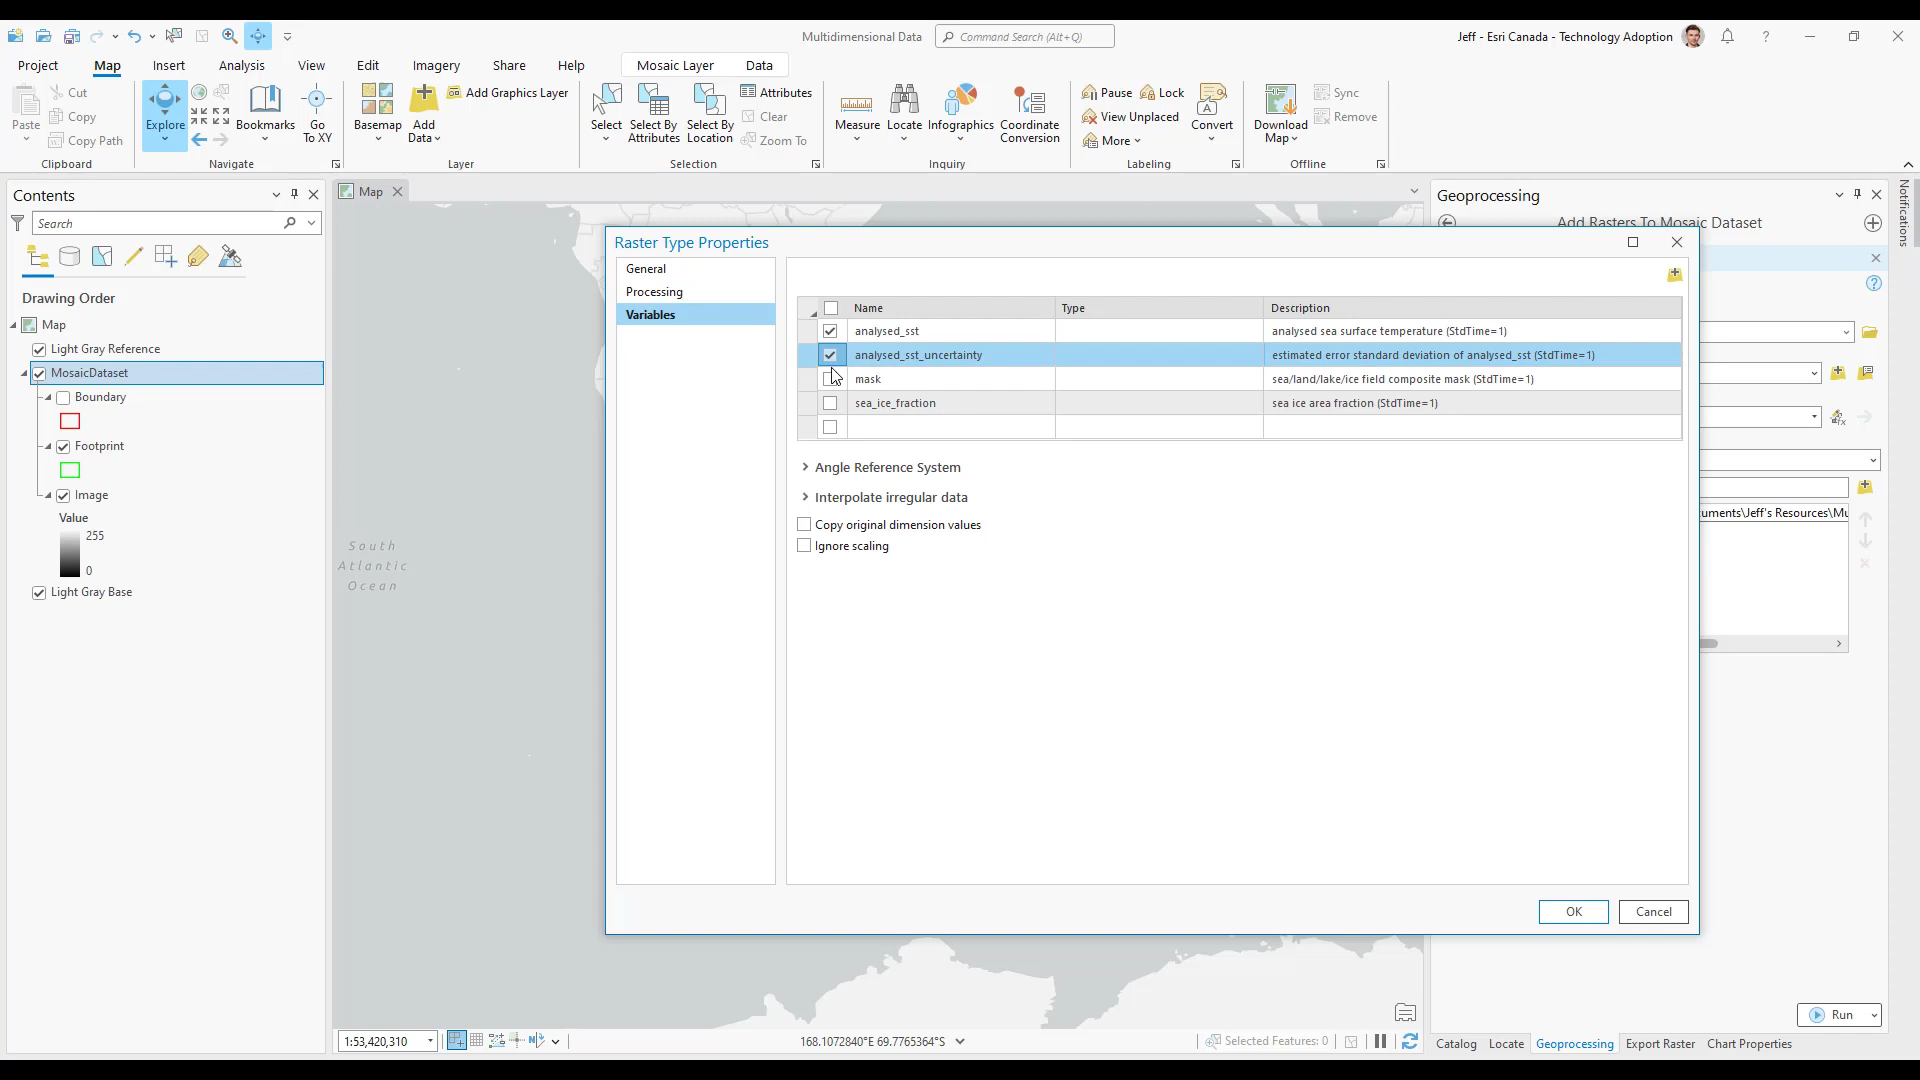 Multidimensional Data
Command Search (Alt+Q)
Jeff - Esri Canada - Technology Adoption
?
Project
Map
Insert
Analysis
View
Edit
Imagery
Share
Help
Mosaic Layer
Data
Paste
Cut
Copy
Copy Path
Clipboard
Explore
Bookmarks
Go To XY
Navigate
Basemap
Add Data
Add Graphics Layer
Layer
Select
Select By Attributes
Select By Location
Attributes
Clear
Zoom To
Selection
Measure
Locate
Infographics
Coordinate Conversion
Inquiry
Pause
Lock
View Unplaced
More
Convert
Labeling
Download Map
Sync
Remove
Offline
Contents
Search
Drawing Order
Map
Light Gray Reference
MosaicDataset
Boundary
Footprint
Image
Value
255
0
Light Gray Base
Map
South
Atlantic
Ocean
Raster Type Properties
General
Processing
Variables
Name Type Description
analysed_sst analysed sea surface temperature (StdTime=1)
analysed_sst_uncertainty estimated error standard deviation of analysed_sst (StdTime=1)
mask sea/land/lake/ice field composite mask (StdTime=1)
sea_ice_fraction sea ice area fraction (StdTime=1)
Angle Reference System
Interpolate irregular data
Copy original dimension values
Ignore scaling
OK
Cancel
Geoprocessing
Add Rasters To Mosaic Dataset
?
uments\Jeff's Resources\Mu
Run
Notifications
1:53,420,310
168.1072840°E 69.7765364°S
Selected Features: 0
Catalog
Locate
Geoprocessing
Export Raster
Chart Properties